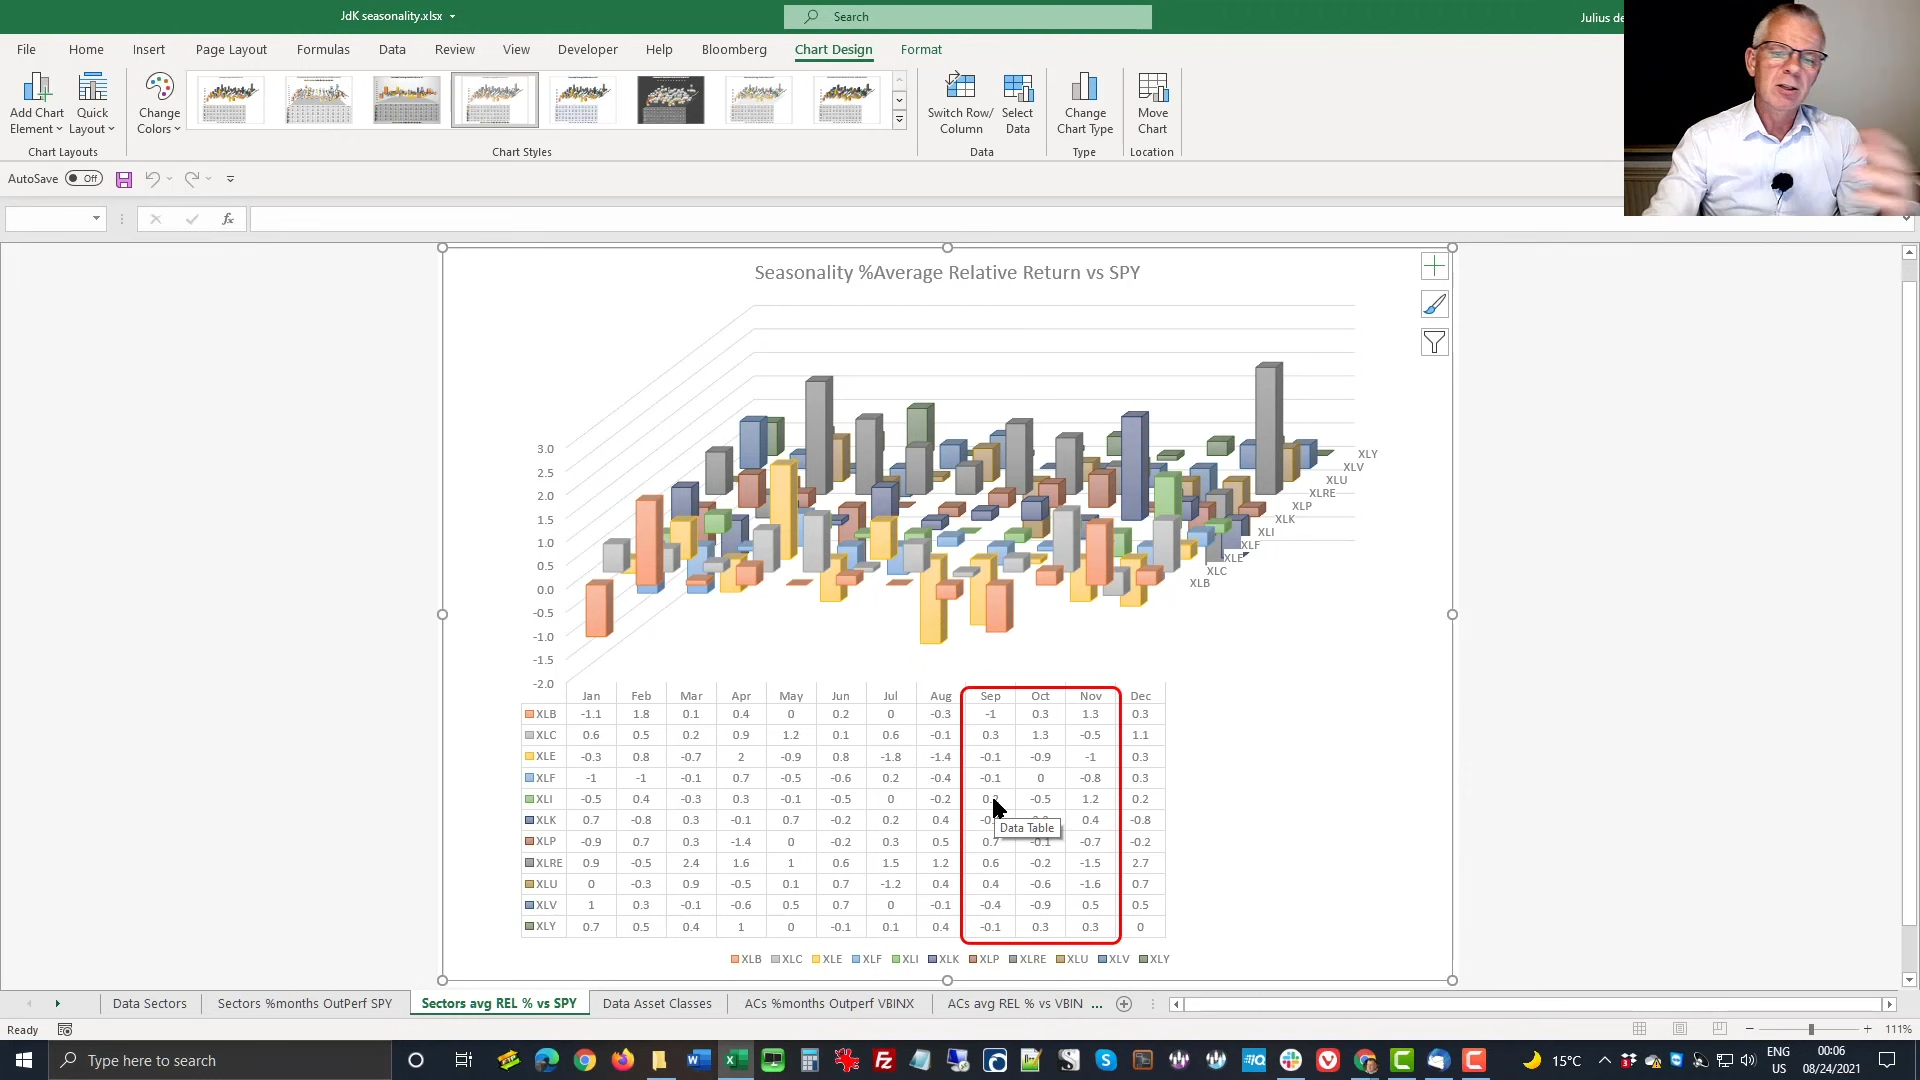 JdK seasonality.xlsx
Search
Julius de
File Home Insert Page Layout Formulas Data Review View Developer Help Bloomberg Chart Design Format
Add Chart Element
Quick Layout
Change Colors
Switch Row/ Column
Select Data
Change Chart Type
Move Chart
Chart Layouts
Chart Styles
Data
Type
Location
AutoSave Off
fx
Seasonality %Average Relative Return vs SPY
3.0
2.5
2.0
1.5
1.0
0.5
0.0
-0.5
-1.0
-1.5
-2.0
XLY
XLV
XLU
XLRE
XLP
XLK
XLI
XLF
XLE
XLC
XLB
Jan Feb Mar Apr May Jun Jul Aug Sep Oct Nov Dec
XLB -1.1 1.8 0.1 0.4 0 0.2 0 -0.3 -1 0.3 1.3 0.3
XLC 0.6 0.5 0.2 0.9 1.2 0.1 0.6 -0.1 0.3 1.3 -0.5 1.1
XLE -0.3 0.8 -0.7 2 -0.9 0.8 -1.8 -1.4 -0.1 -0.9 -1 0.3
XLF -1 -1 -0.1 0.7 -0.5 -0.6 0.2 -0.4 -0.1 0 -0.8 0.3
XLI -0.5 0.4 -0.3 0.3 -0.1 -0.5 0 -0.2 -0.5 1.2 0.2
XLK 0.7 -0.8 0.3 -0.1 0.7 -0.2 0.2 0.4 0.4 -0.8
Data Table
XLP -0.9 0.7 0.3 -1.4 0 -0.2 0.3 0.5 0.7 -0.1 -0.7 -0.2
XLRE 0.9 -0.5 2.4 1.6 1 0.6 1.5 1.2 0.6 -0.2 -1.5 2.7
XLU 0 -0.3 0.9 -0.5 0.1 0.7 -1.2 0.4 0.4 -0.6 -1.6 0.7
XLV 1 0.3 -0.1 -0.6 0.5 0.7 0 -0.1 -0.4 -0.9 0.5 0.5
XLY 0.7 0.5 0.4 1 0 -0.1 0.1 0.4 -0.1 0.3 0.3 0
XLB XLC XLE XLF XLI XLK XLP XLRE XLU XLV XLY
Data Sectors Sectors %months OutPerf SPY Sectors avg REL % vs SPY Data Asset Classes ACs %months Outperf VBINX ACs avg REL % vs VBIN ...
Ready
111%
Type here to search
15°C
ENG
US
00:06
08/24/2021